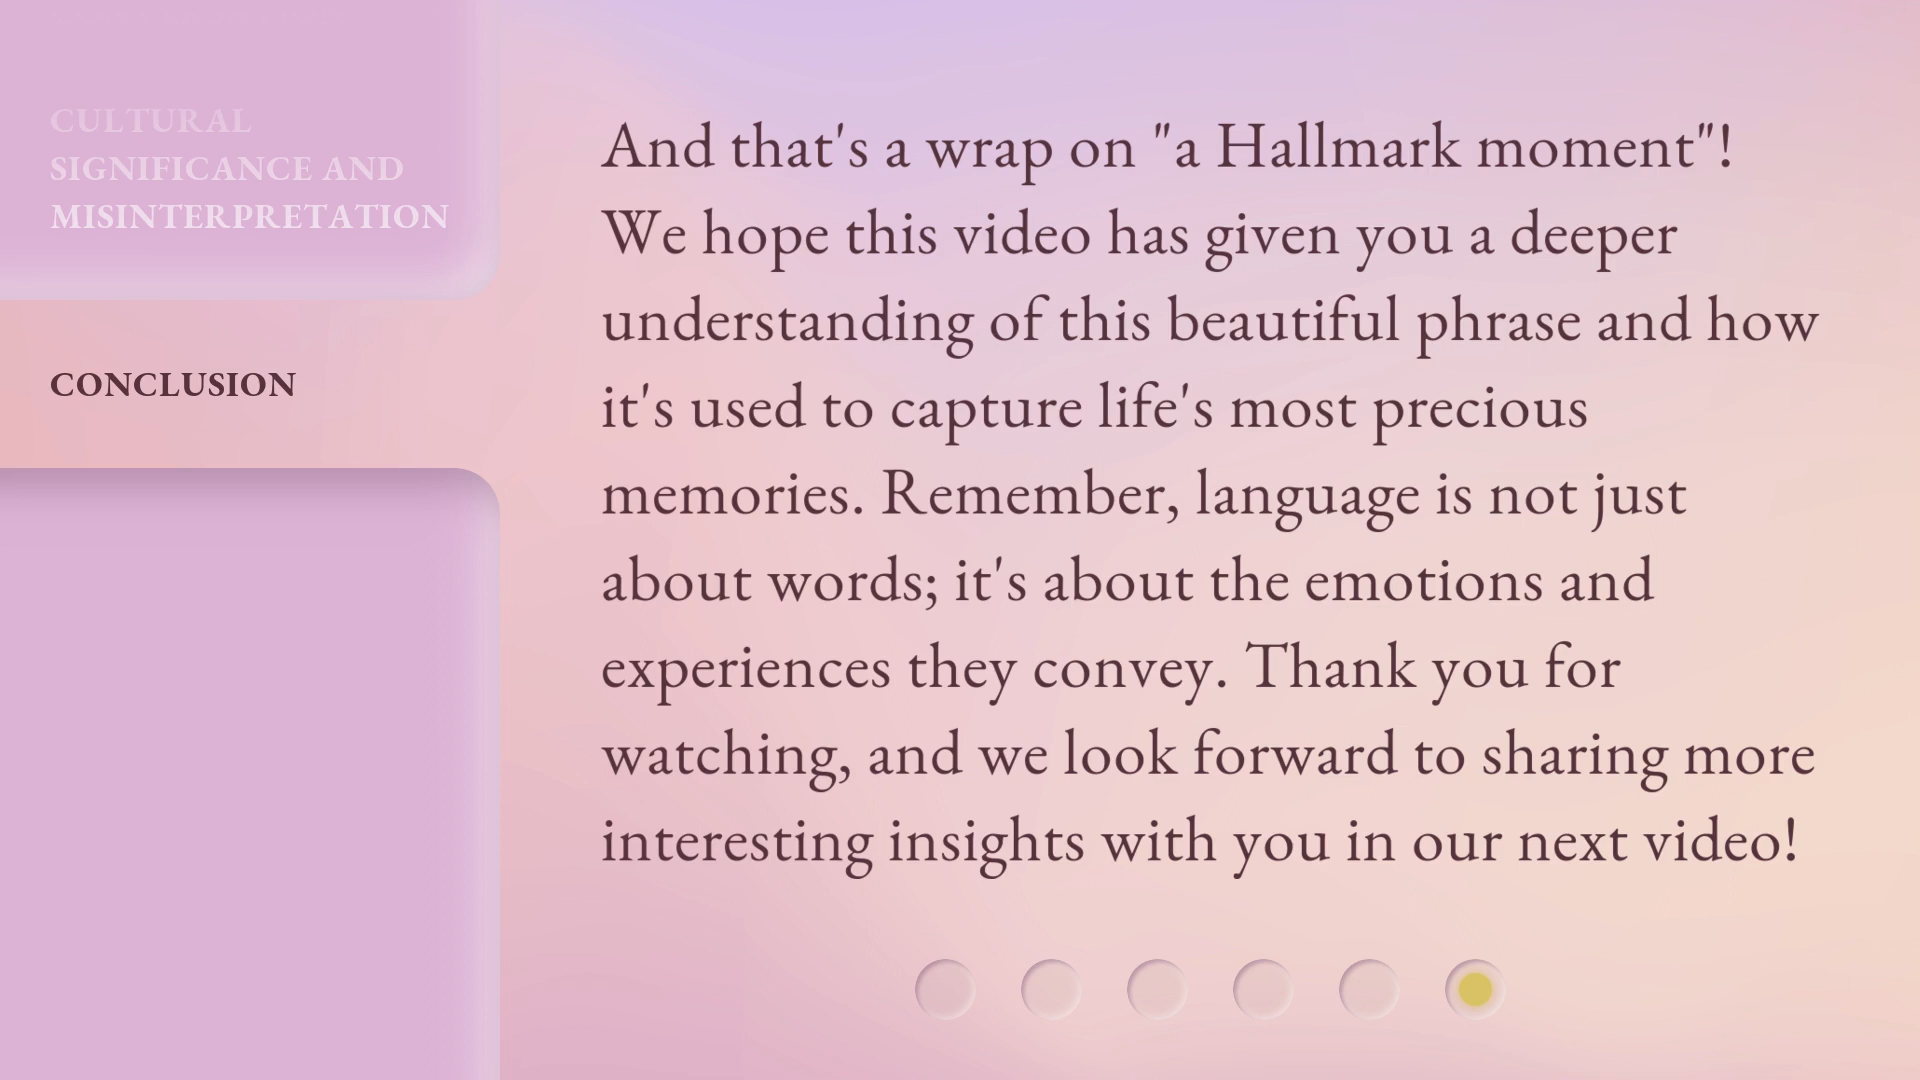 CULTURAL
SIGNIFICANCE AND
MISINTERPRETATION
CONCLUSION
And that's a wrap on "a Hallmark moment"!
We hope this video has given you a deeper
understanding of this beautiful phrase and how
it's used to capture life's most precious
memories. Remember, language is not just
about words; it's about the emotions and
experiences they convey. Thank you for
watching, and we look forward to sharing more
interesting insights with you in our next video!